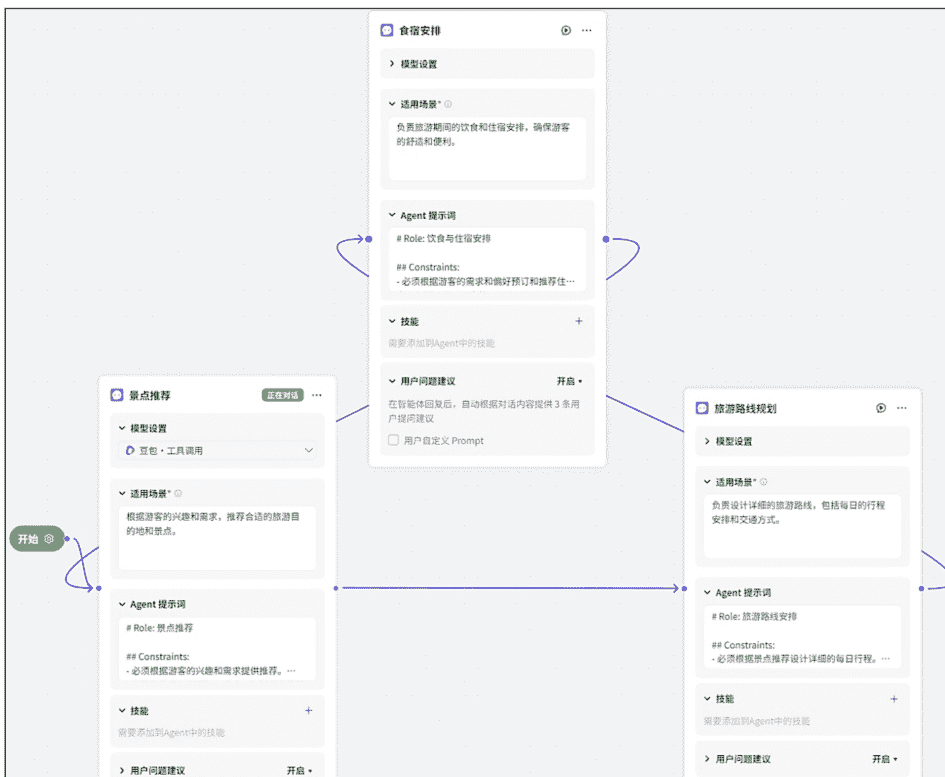 食宿安排
模型设置
适用场景*
负责旅游期间的饮食和住宿安排，确保游客
的舒适和便利。
Agent 提示词
# Role: 饮食与住宿安排
## Constraints:
- 必须根据游客的需求和偏好预订和推荐住…
技能
需要添加到Agent中的技能
用户问题建议
开启
在智能体回复后，自动根据对话内容提供 3 条用
户提问建议
用户自定义 Prompt
开始
景点推荐
正在对话
模型设置
豆包・工具调用
适用场景*
根据游客的兴趣和需求，推荐合适的旅游目
的地和景点。
Agent 提示词
# Role: 景点推荐
## Constraints:
- 必须根据游客的兴趣和需求提供推荐。…
技能
需要添加到Agent中的技能
用户问题建议
开启
旅游路线规划
模型设置
适用场景*
负责设计详细的旅游路线，包括每日的行程
安排和交通方式。
Agent 提示词
# Role: 旅游路线安排
## Constraints:
- 必须根据景点推荐设计详细的每日行程。…
技能
需要添加到Agent中的技能
用户问题建议
开启